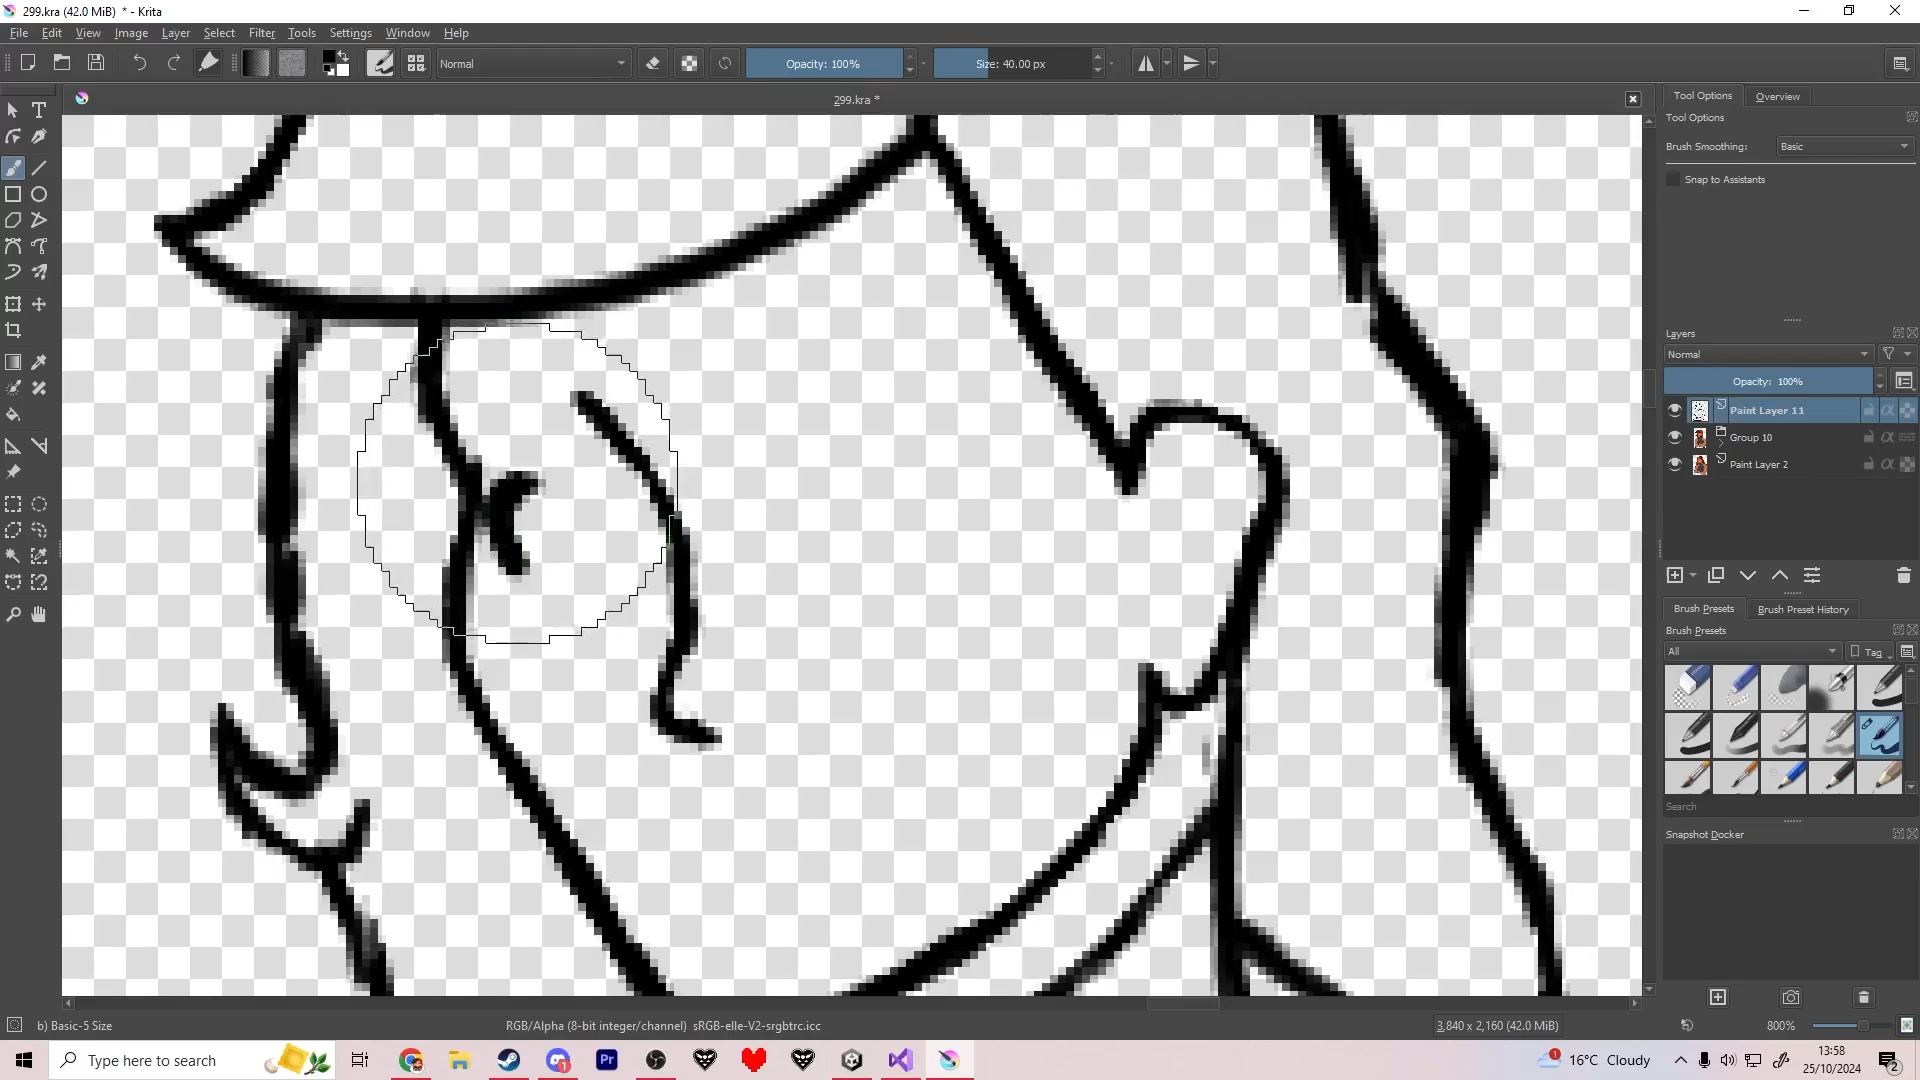 299.kra (42.0 MiB) * - Krita
File Edit View Image Layer Select Filter Tools Settings Window Help
Normal
Opacity: 100%
Size: 40.00 px
299.kra *
Tool Options Overview
Tool Options
Brush Smoothing: Basic
Snap to Assistants
Layers
Normal
Opacity: 100%
Paint Layer 11
Group 10
Paint Layer 2
Brush Presets Brush Preset History
Brush Presets
All Tag
Search
Snapshot Docker
b) Basic-5 Size
RGB/Alpha (8-bit integer/channel) sRGB-elle-V2-srgbtrc.icc
3,840 x 2,160 (42.0 MiB)
800%
Type here to search
16°C Cloudy
13:58
25/10/2024